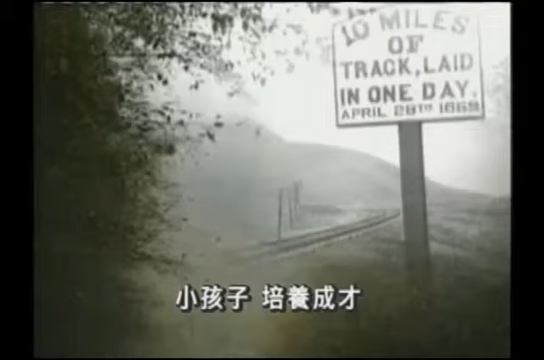 10 MILES
OF
TRACK, LAID
IN ONE DAY.
APRIL 28TH 1869
小孩子 培養成才